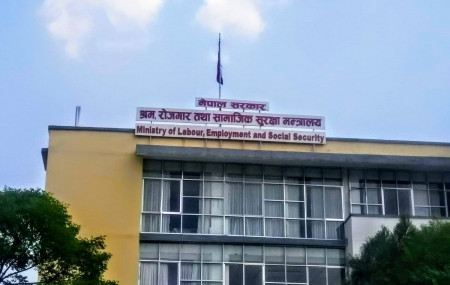 नेपाल सरकार
श्रम, रोजगार तथा सामाजिक सुरक्षा मन्त्रालय
Ministry of Labour, Employment and Social Security